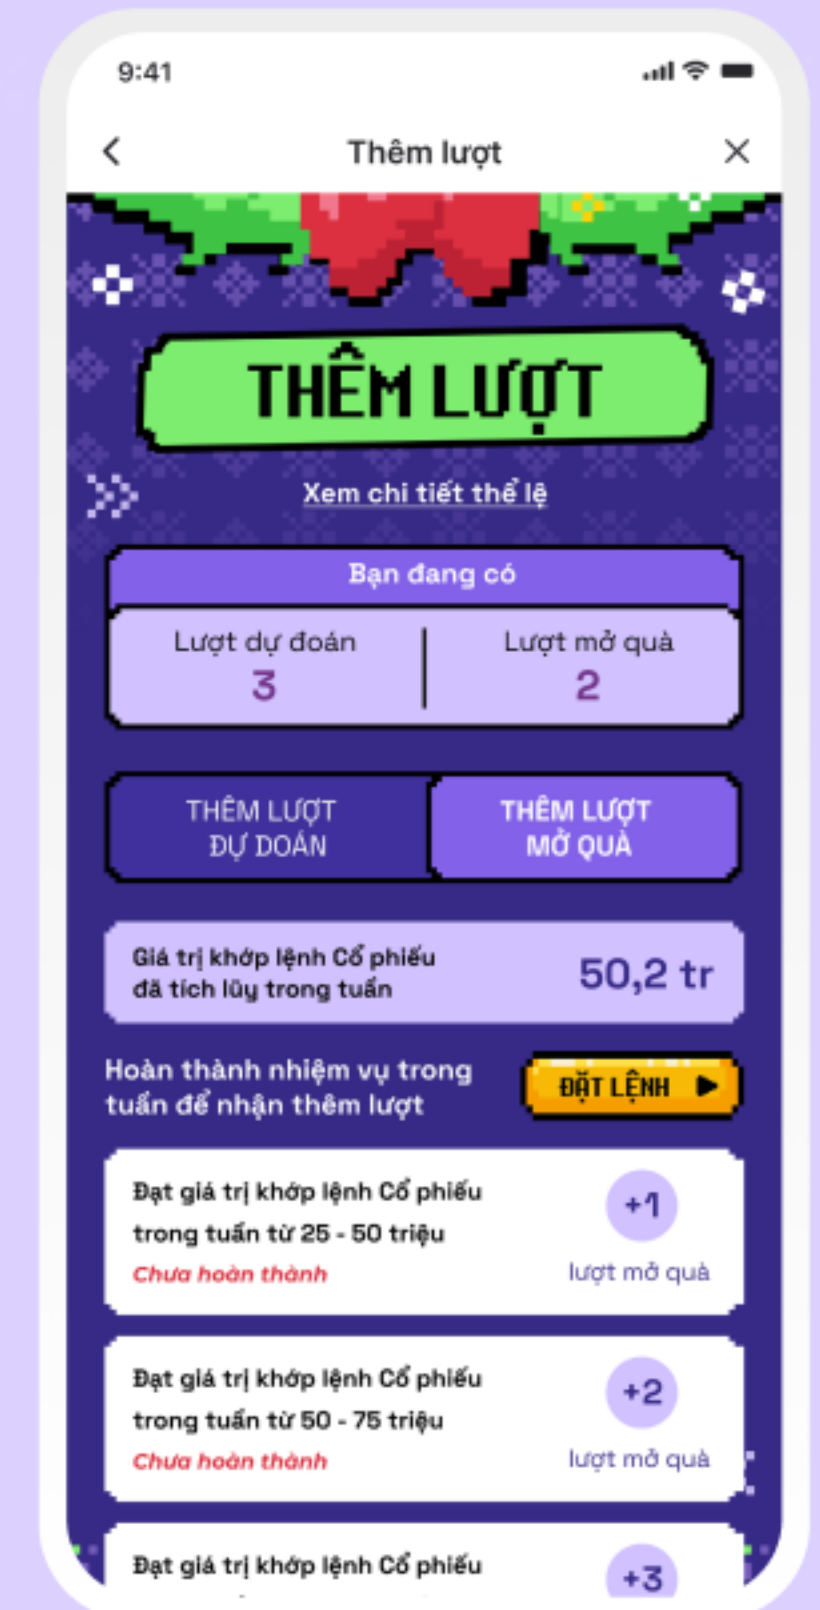 9:41
Thêm lượt
THÊM LƯỢT
Xem chi tiết thể lệ
Bạn đang có
Lượt dự đoán
3
Lượt mở quà
2
THÊM LƯỢT
ĐỰ DOÁN
THÊM LƯỢT
MỞ QUÀ
Giá trị khớp lệnh Cổ phiếu
đã tích lũy trong tuần
50,2 tr
Hoàn thành nhiệm vụ trong
tuần để nhận thêm lượt
ĐẶT LỆNH
Đạt giá trị khớp lệnh Cổ phiếu
trong tuần từ 25 - 50 triệu
Chưa hoàn thành
+1
lượt mở quà
Đạt giá trị khớp lệnh Cổ phiếu
trong tuần từ 50 - 75 triệu
Chưa hoàn thành
+2
lượt mở quà
Đạt giá trị khớp lệnh Cổ phiếu
+3